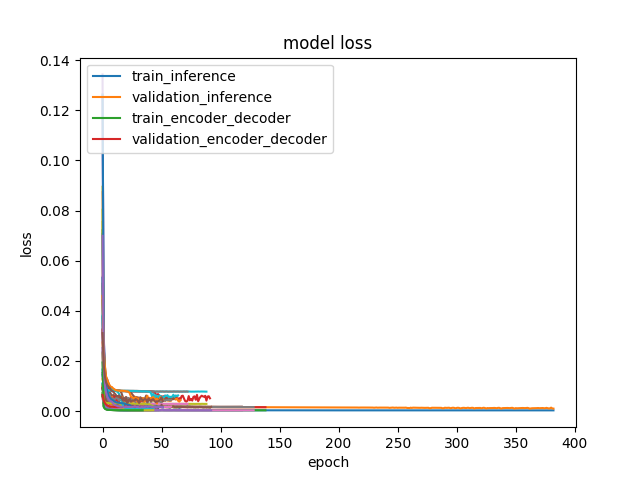 model loss
0.14
0.12
0.10
0.08
0.06
0.04
0.02
0.00
loss
train_inference
validation_inference
train_encoder_decoder
validation_encoder_decoder
0 50 100 150 200 250 300 350 400
epoch